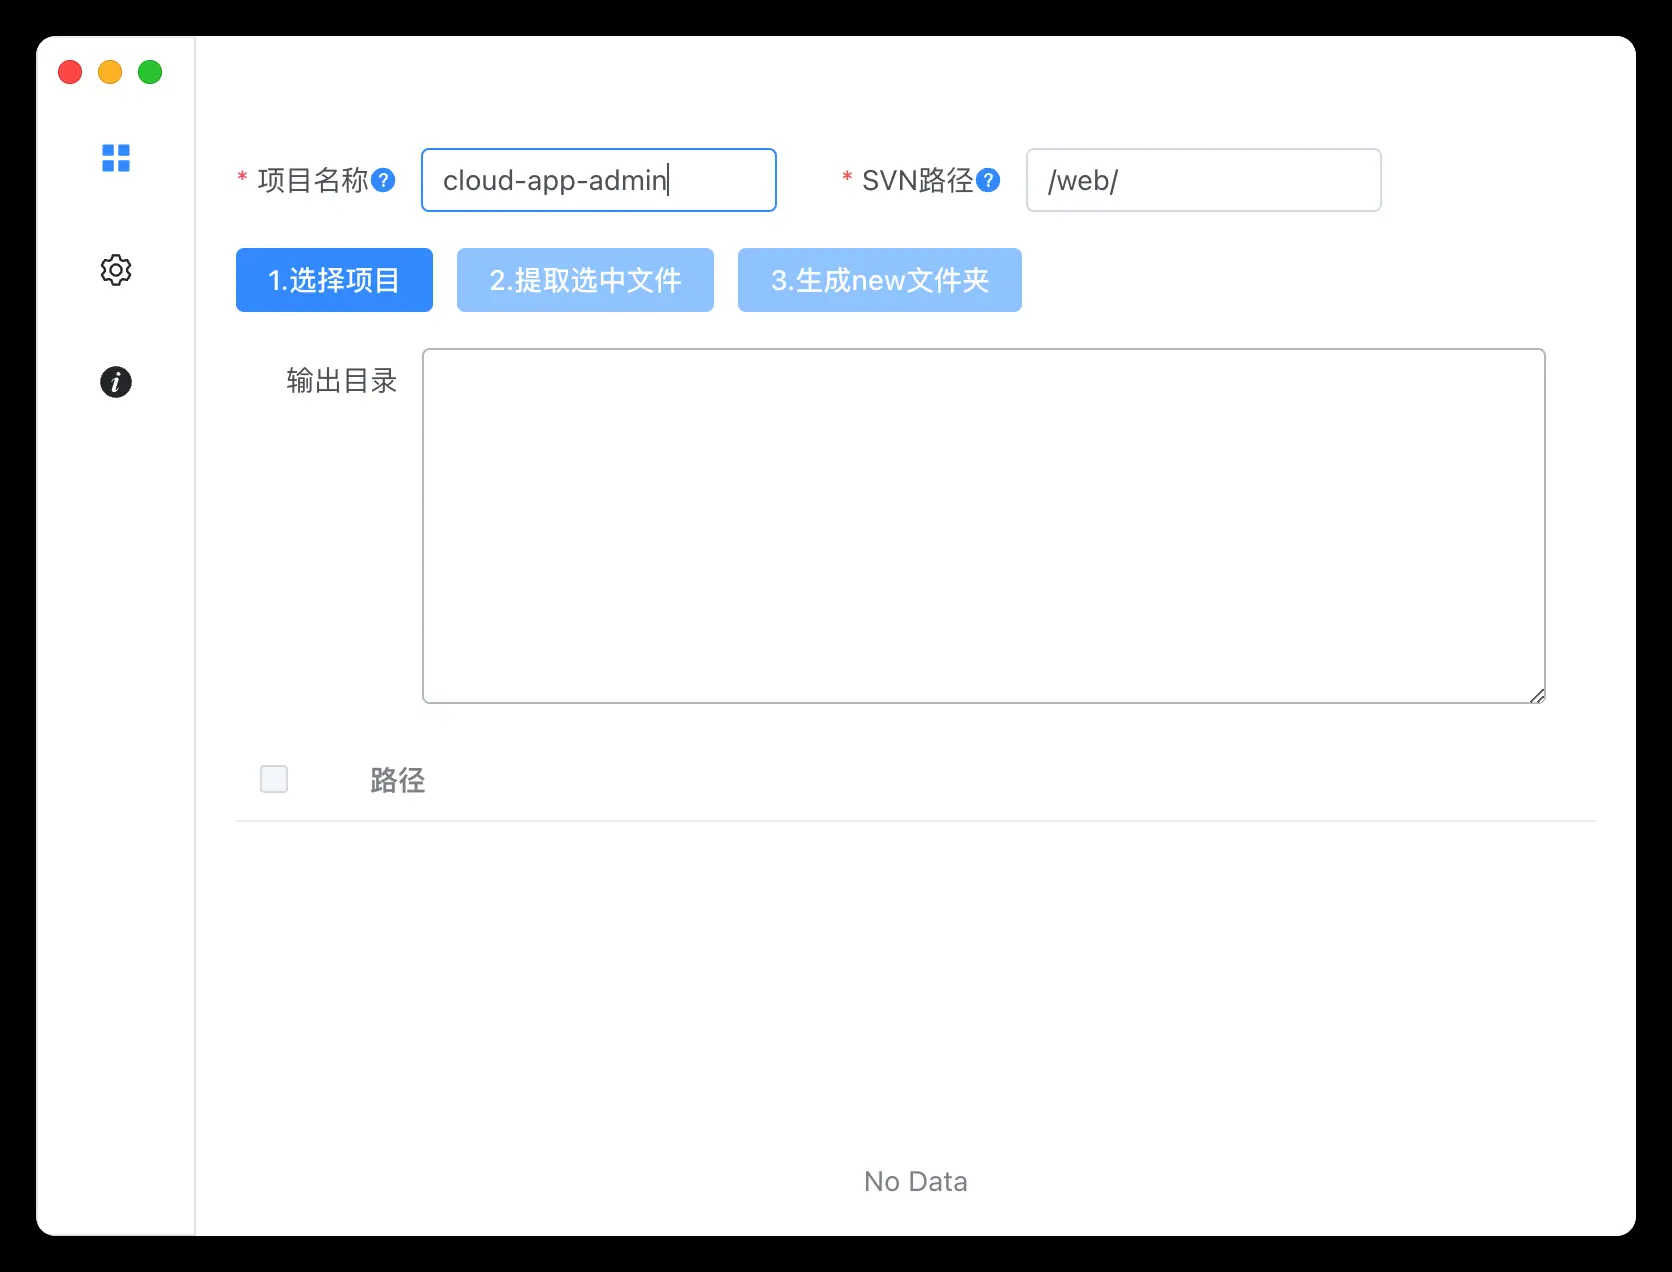 * 项目名称? cloud-app-admin * SVN路径? /web/
1.选择项目 2.提取选中文件 3.生成new文件夹
输出目录
路径
No Data